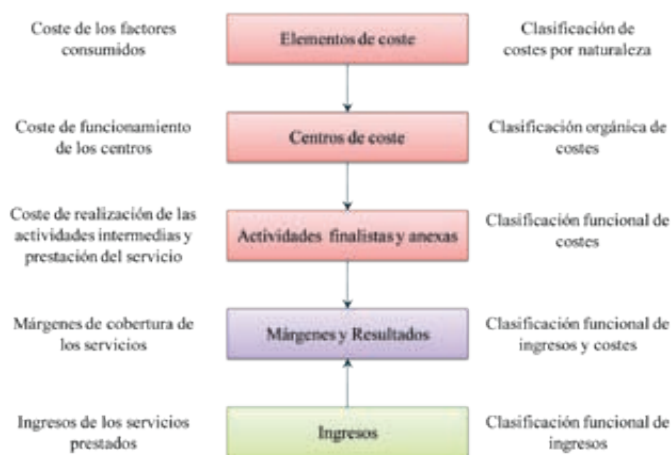 Coste de los factores
consumidos
Elementos de coste
Clasificación de
costes por naturaleza
Coste de funcionamiento
de los centros
Centros de coste
Clasificación orgánica de
costes
Coste de realización de las
actividades intermedias y
prestación del servicio
Actividades finalistas y anexas
Clasificación funcional de
costes
Márgenes de cobertura de
los servicios
Márgenes y Resultados
Clasificación funcional de
ingresos y costes
Ingresos de los servicios
prestados
Ingresos
Clasificación funcional de
ingresos